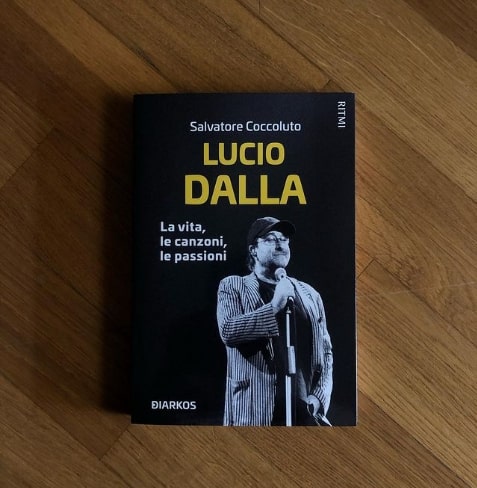 RITMI
Salvatore Coccoluto
LUCIO
DALLA
La vita,
le canzoni,
le passioni
DIARKOS